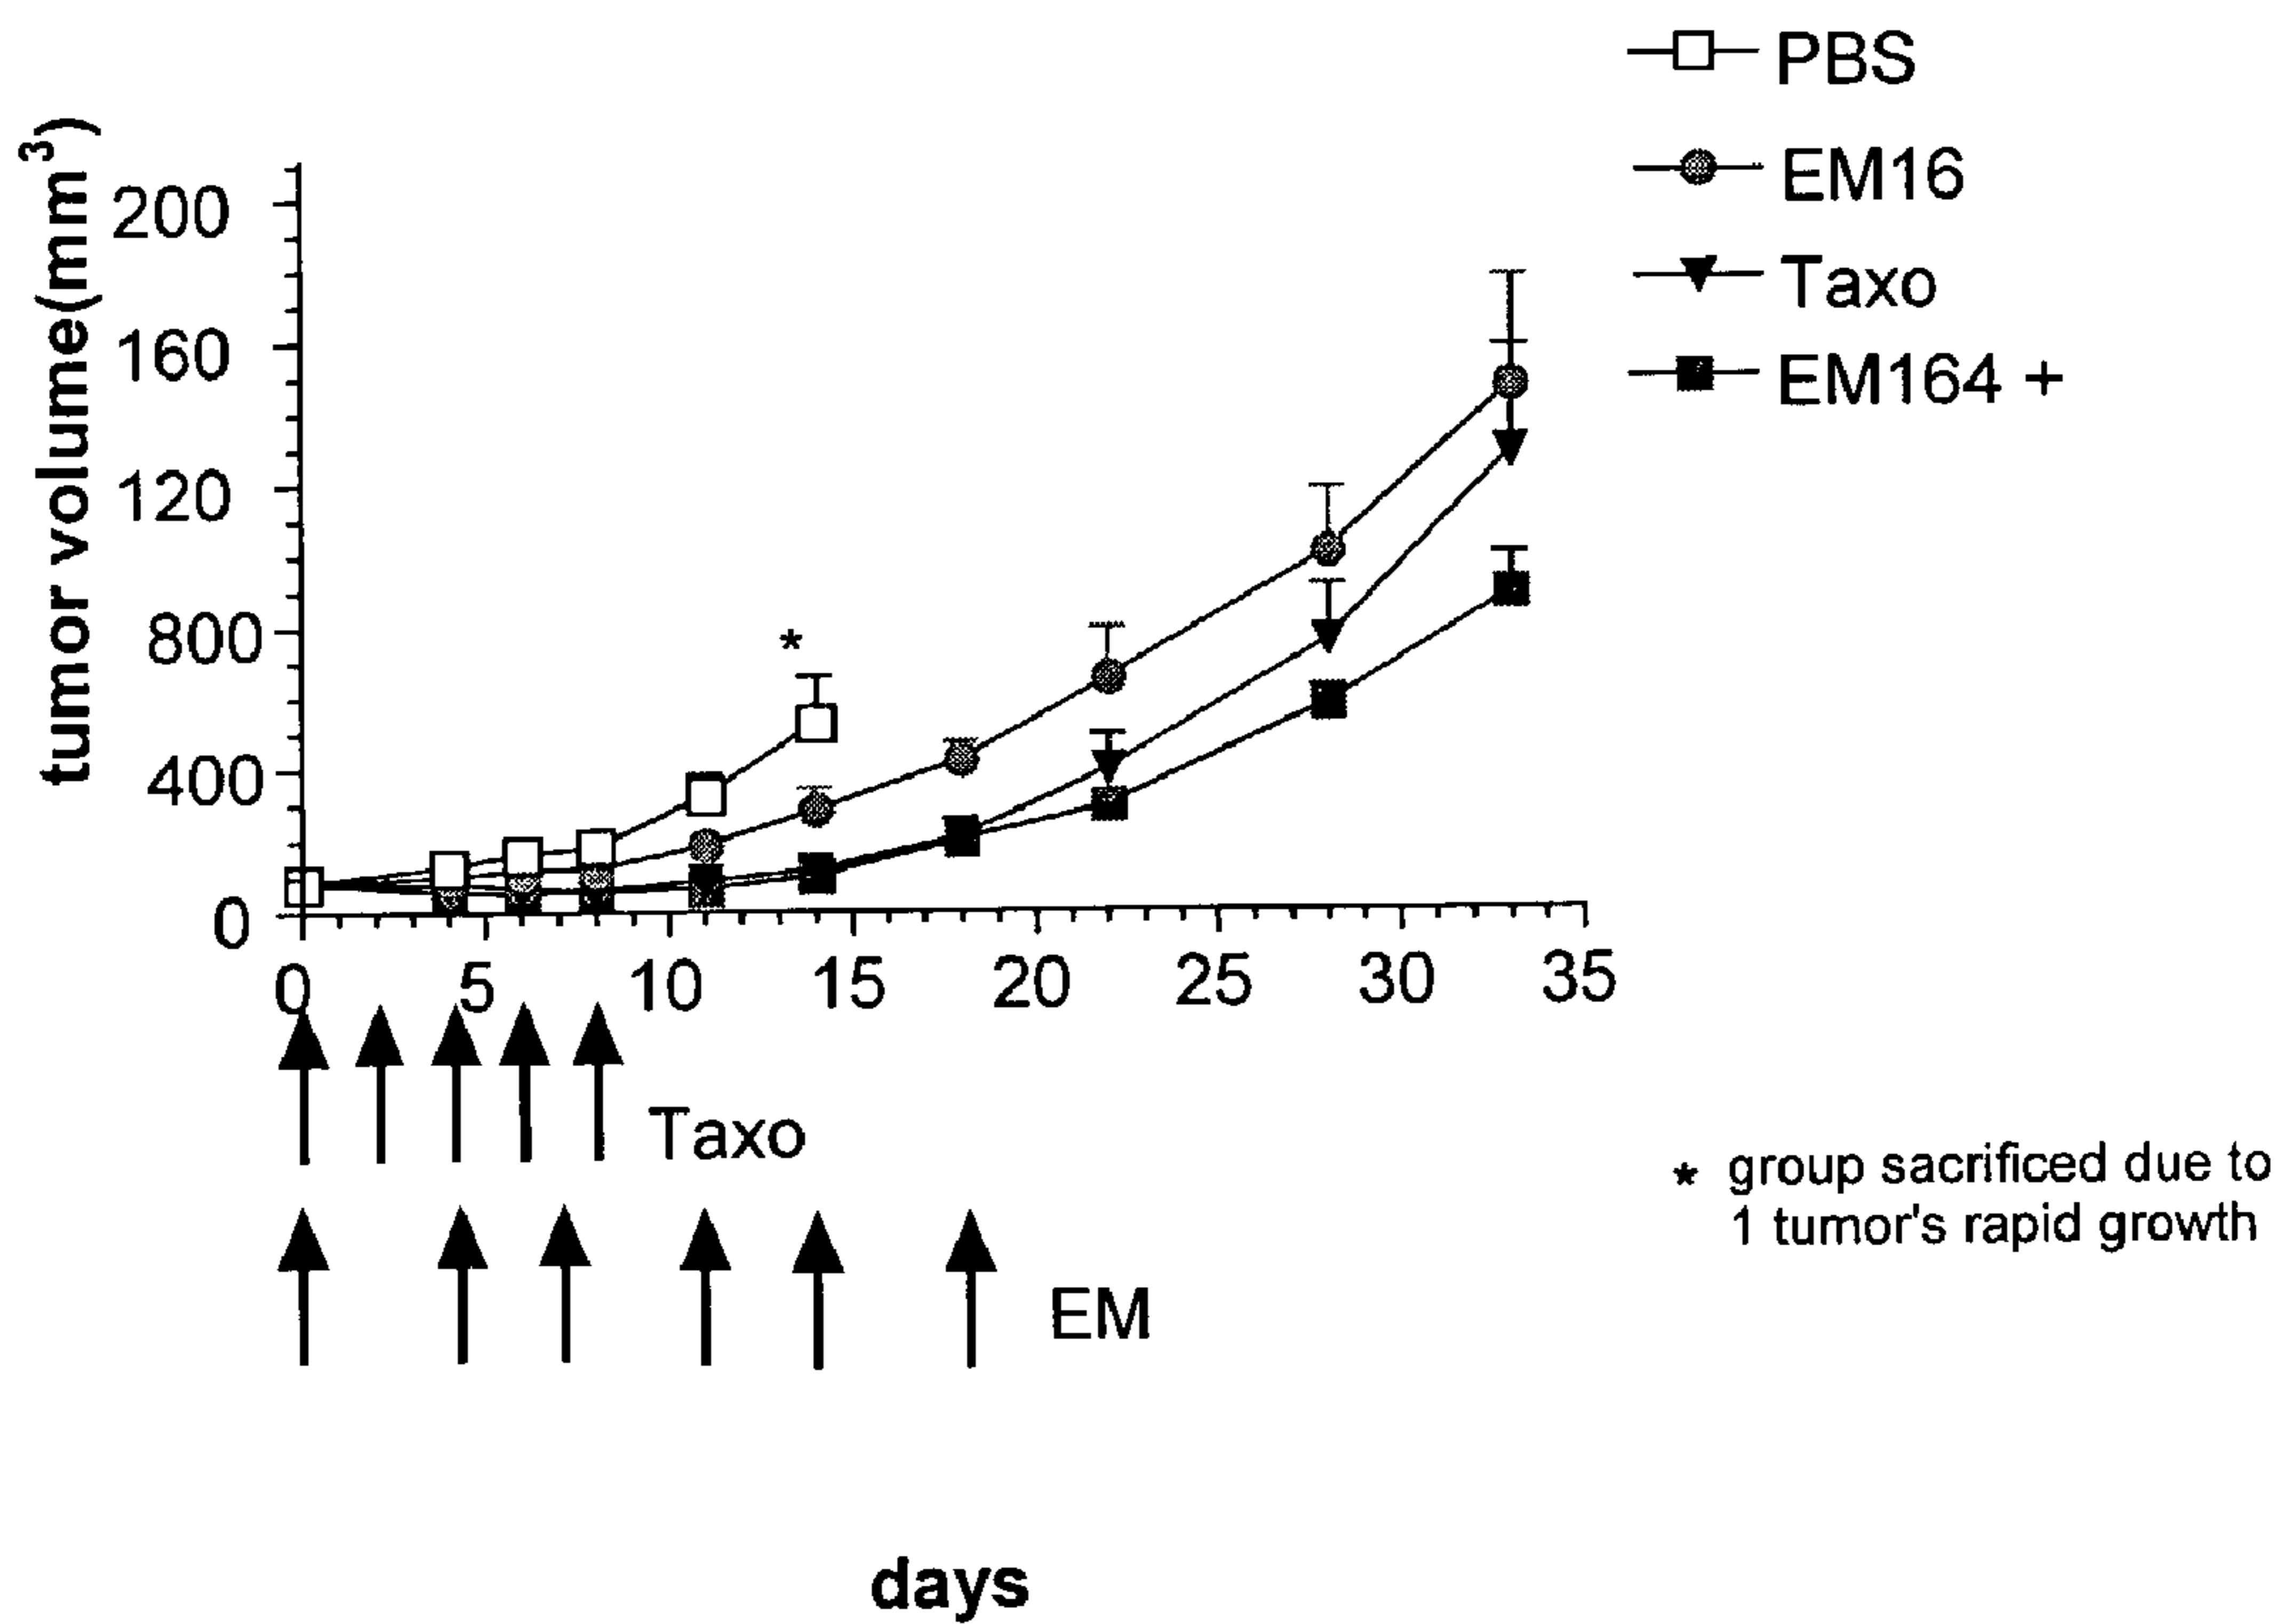 PBS
EM16
Taxo
EM164 +
tumor volume(mm³)
200
160
120
800
400
0
0 5 10 15 20 25 30 35
*
Taxo
EM
* group sacrificed due to
1 tumor's rapid growth
days